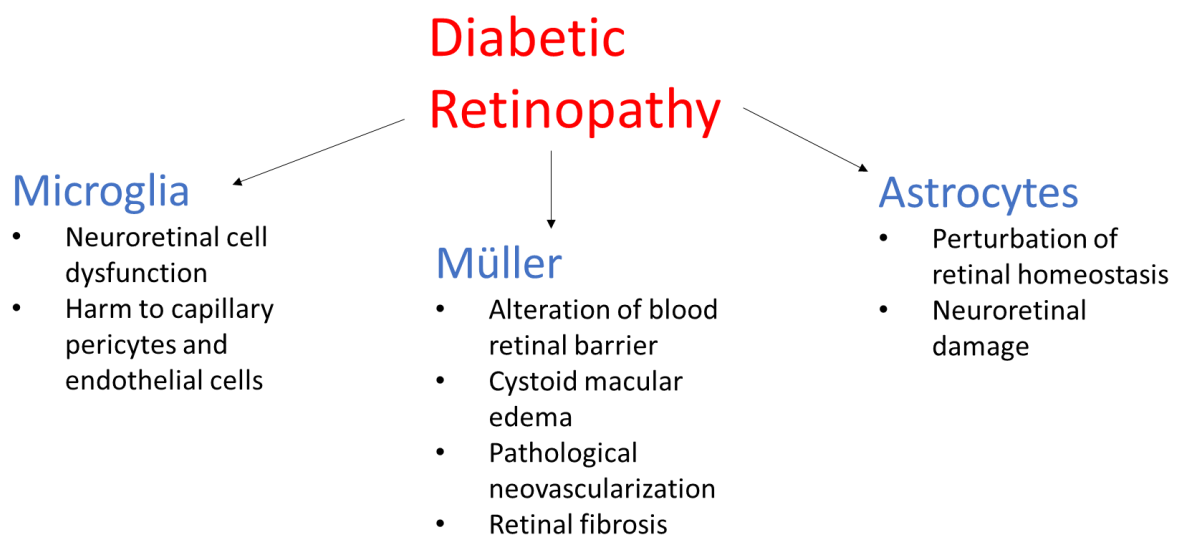 Diabetic
Retinopathy
Microglia
• Neuroretinal cell
dysfunction
• Harm to capillary
pericytes and
endothelial cells
Müller
• Alteration of blood
retinal barrier
• Cystoid macular
edema
• Pathological
neovascularization
• Retinal fibrosis
Astrocytes
• Perturbation of
retinal homeostasis
• Neuroretinal
damage